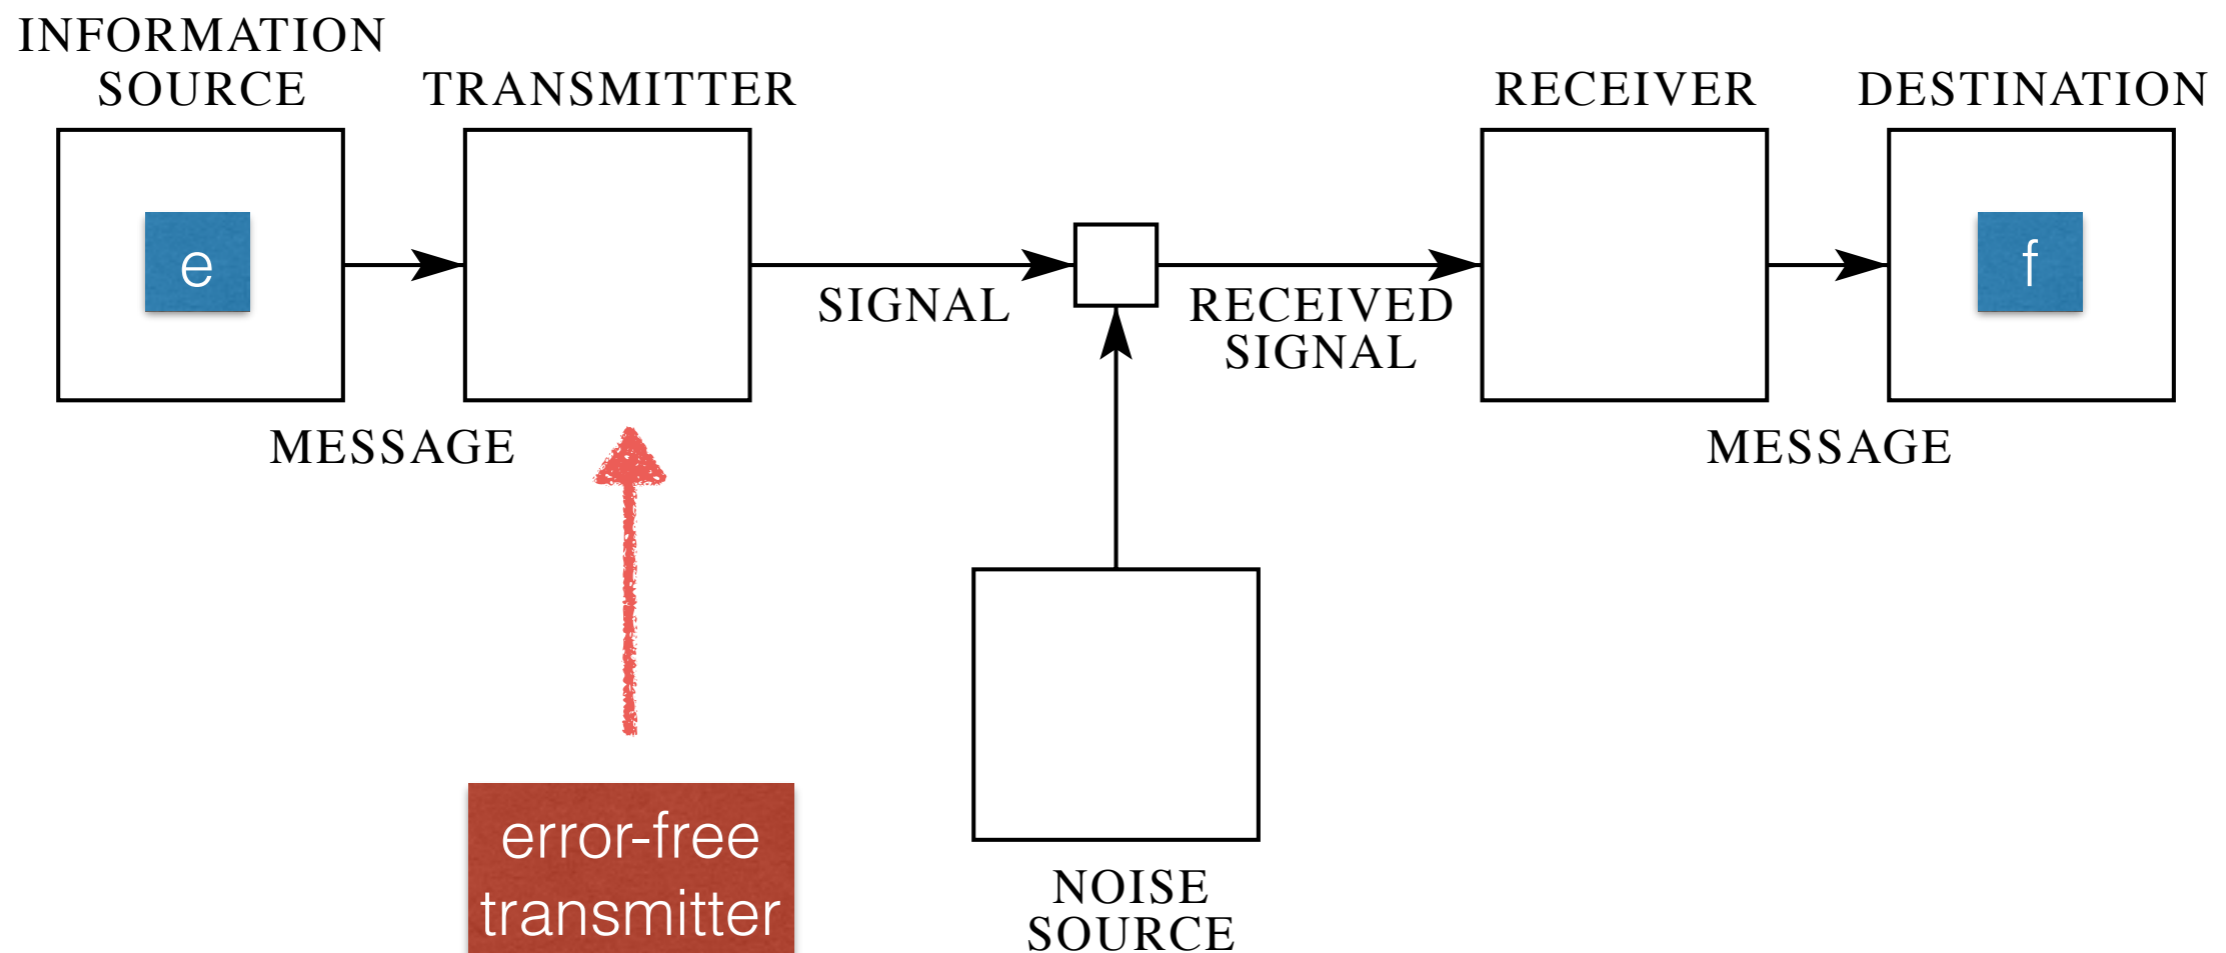 INFORMATION
SOURCE
TRANSMITTER
RECEIVER
DESTINATION
e
f
SIGNAL
RECEIVED
SIGNAL
MESSAGE
MESSAGE
error-free
transmitter
NOISE
SOURCE